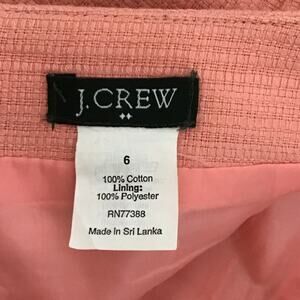 J.CREW
6
100% Cotton
Lining:
100% Polyester
RN77388
Made in Sri Lanka